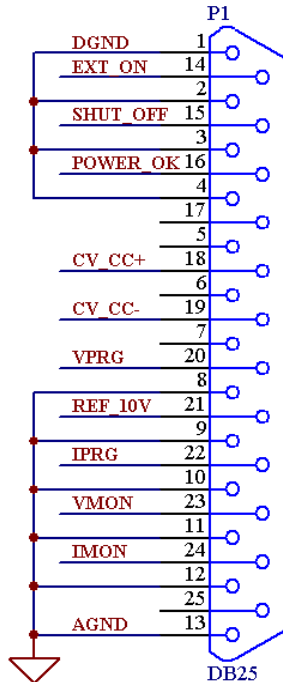 P1
DGND 1
EXT_ON 14
2
SHUT_OFF 15
3
POWER_OK 16
4
17
5
CV_CC+ 18
6
CV_CC- 19
7
VPRG 20
8
REF_10V 21
9
IPRG 22
10
VMON 23
11
IMON 24
12
25
AGND 13
DB25